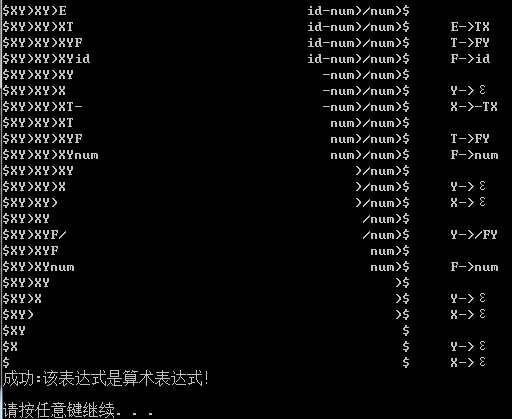 $XY)XY)E id-num)/num)$
$XY)XY)XT id-num)/num)$ E->TX
$XY)XY)XYF id-num)/num)$ T->FY
$XY)XY)XYid id-num)/num)$ F->id
$XY)XY)XY -num)/num)$
$XY)XY)X -num)/num)$ Y->ε
$XY)XY)XT- -num)/num)$ X->-TX
$XY)XY)XT num)/num)$
$XY)XY)XYF num)/num)$ T->FY
$XY)XY)XYnum num)/num)$ F->num
$XY)XY)XY )/num)$
$XY)XY)X )/num)$ Y->ε
$XY)XY) )/num)$ X->ε
$XY)XY /num)$
$XY)XYF/ /num)$ Y->/FY
$XY)XYF num)$
$XY)XYnum num)$ F->num
$XY)XY )$
$XY)X )$ Y->ε
$XY) )$ X->ε
$XY $
$X $ Y->ε
$ $ X->ε
成功:该表达式是算术表达式!
请按任意键继续. . .